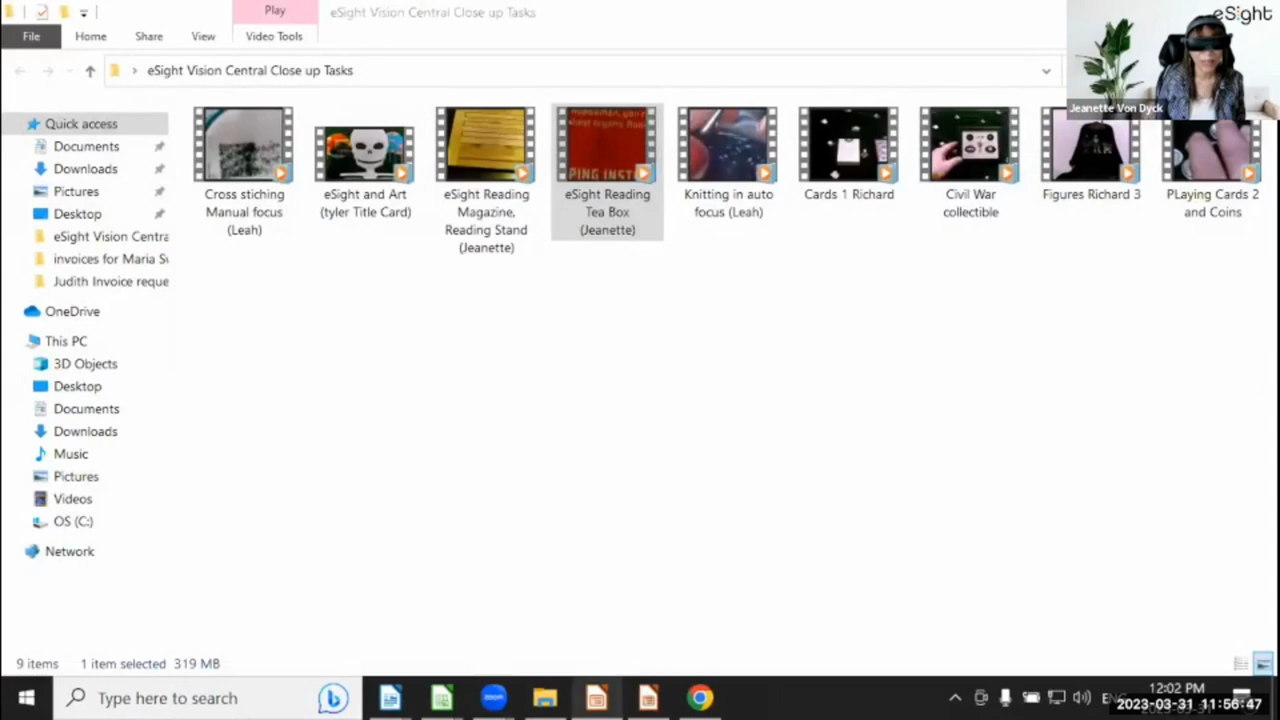 Play
eSight Vision Central Close up Tasks
File
Home
Share
View
Video Tools
eSight
Jeanette Von Dyck
eSight Vision Central Close up Tasks
Quick access
Documents
Downloads
Pictures
Desktop
eSight Vision Centra
invoices for Maria Sv
Judith Invoice reque
OneDrive
This PC
3D Objects
Desktop
Documents
Downloads
Music
Pictures
Videos
OS (C:)
Network
Cross stiching
Manual focus
(Leah)
eSight and Art
(tyler Title Card)
eSight Reading
Magazine,
Reading Stand
(Jeanette)
PING INST
eSight Reading
Tea Box
(Jeanette)
Knitting in auto
focus (Leah)
Cards 1 Richard
Civil War
collectible
Figures Richard 3
PLaying Cards 2
and Coins
9 items
1 item selected 319 MB
Type here to search
zoom
12:02 PM
2023-03-31 11:56:47